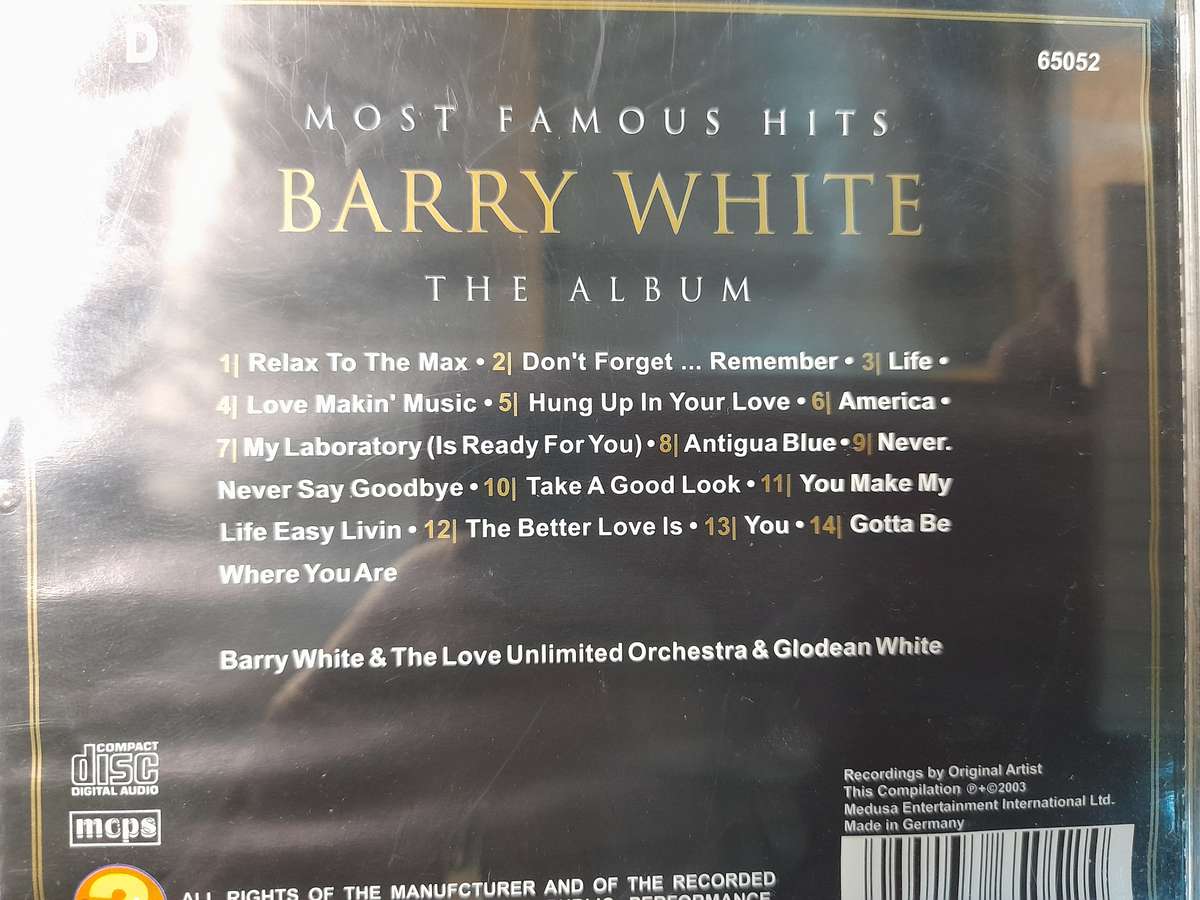 D
65052
MOST FAMOUS HITS
BARRY WHITE
THE ALBUM
1| Relax To The Max • 2| Don't Forget ... Remember • 3| Life •
4| Love Makin' Music • 5| Hung Up In Your Love • 6| America •
7| My Laboratory (Is Ready For You) • 8| Antigua Blue • 9| Never.
Never Say Goodbye • 10| Take A Good Look • 11| You Make My
Life Easy Livin • 12| The Better Love Is • 13| You • 14| Gotta Be
Where You Are
Barry White & The Love Unlimited Orchestra & Glodean White
COMPACT
disc
DIGITAL AUDIO
mcps
Recordings by Original Artist
This Compilation ℗+©2003
Medusa Entertainment International Ltd.
Made in Germany
ALL RIGHTS OF THE MANUFCTURER AND OF THE RECORDED
PUBLIC PERFORMANCE